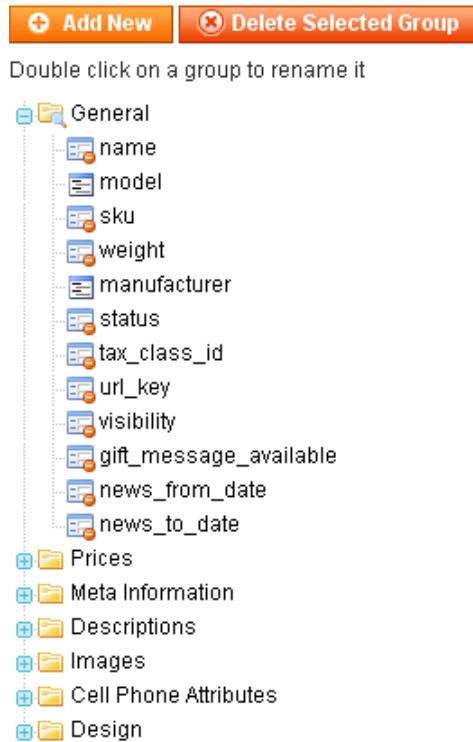 Add New Delete Selected Group
Double click on a group to rename it
General
name
model
sku
weight
manufacturer
status
tax_class_id
url_key
visibility
gift_message_available
news_from_date
news_to_date
Prices
Meta Information
Descriptions
Images
Cell Phone Attributes
Design